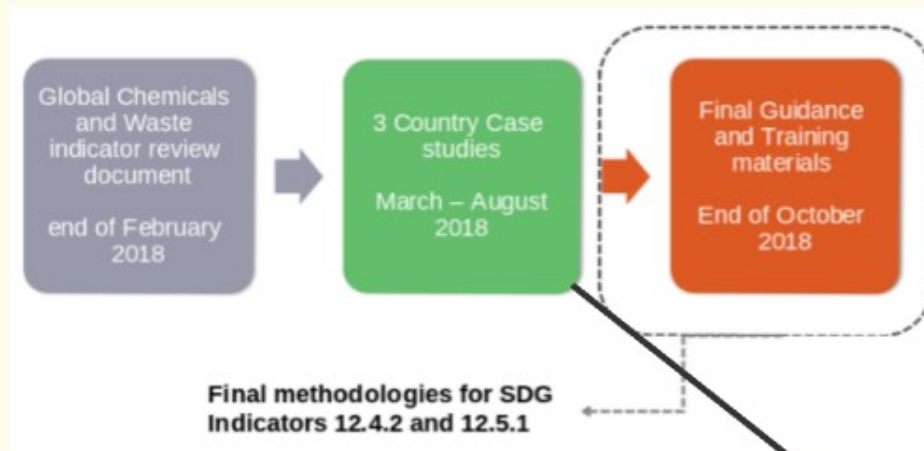 Global Chemicals
and Waste
indicator review
document
end of February
2018
3 Country Case
studies
March – August
2018
Final Guidance
and Training
materials
End of October
2018
Final methodologies for SDG
Indicators 12.4.2 and 12.5.1